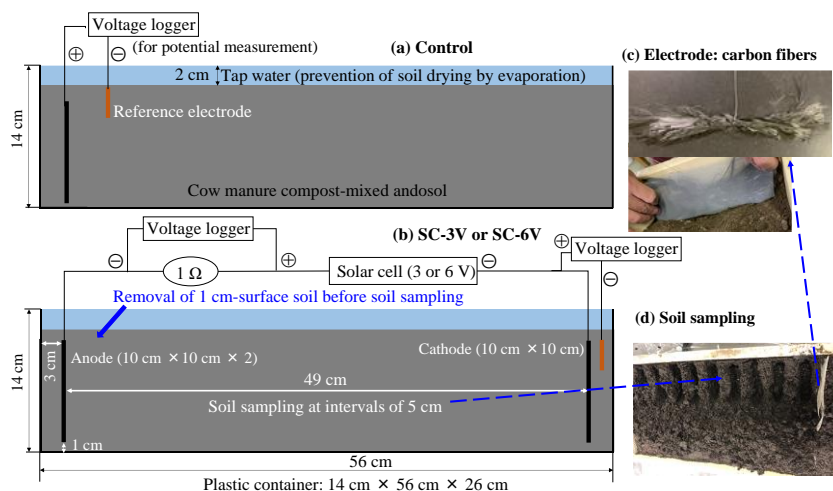 Voltage logger
⊕
⊖
(for potential measurement)
(a) Control
2 cm
Tap water (prevention of soil drying by evaporation)
Reference electrode
14 cm
Cow manure compost-mixed andosol
(c) Electrode: carbon fibers
Voltage logger
(b) SC-3V or SC-6V
⊖
1 Ω
⊕
Solar cell (3 or 6 V)
⊖
⊕
Voltage logger
⊖
Removal of 1 cm-surface soil before soil sampling
3 cm
Anode (10 cm ×10 cm × 2)
Cathode (10 cm ×10 cm)
14 cm
49 cm
Soil sampling at intervals of 5 cm
1 cm
56 cm
Plastic container: 14 cm × 56 cm × 26 cm
(d) Soil sampling